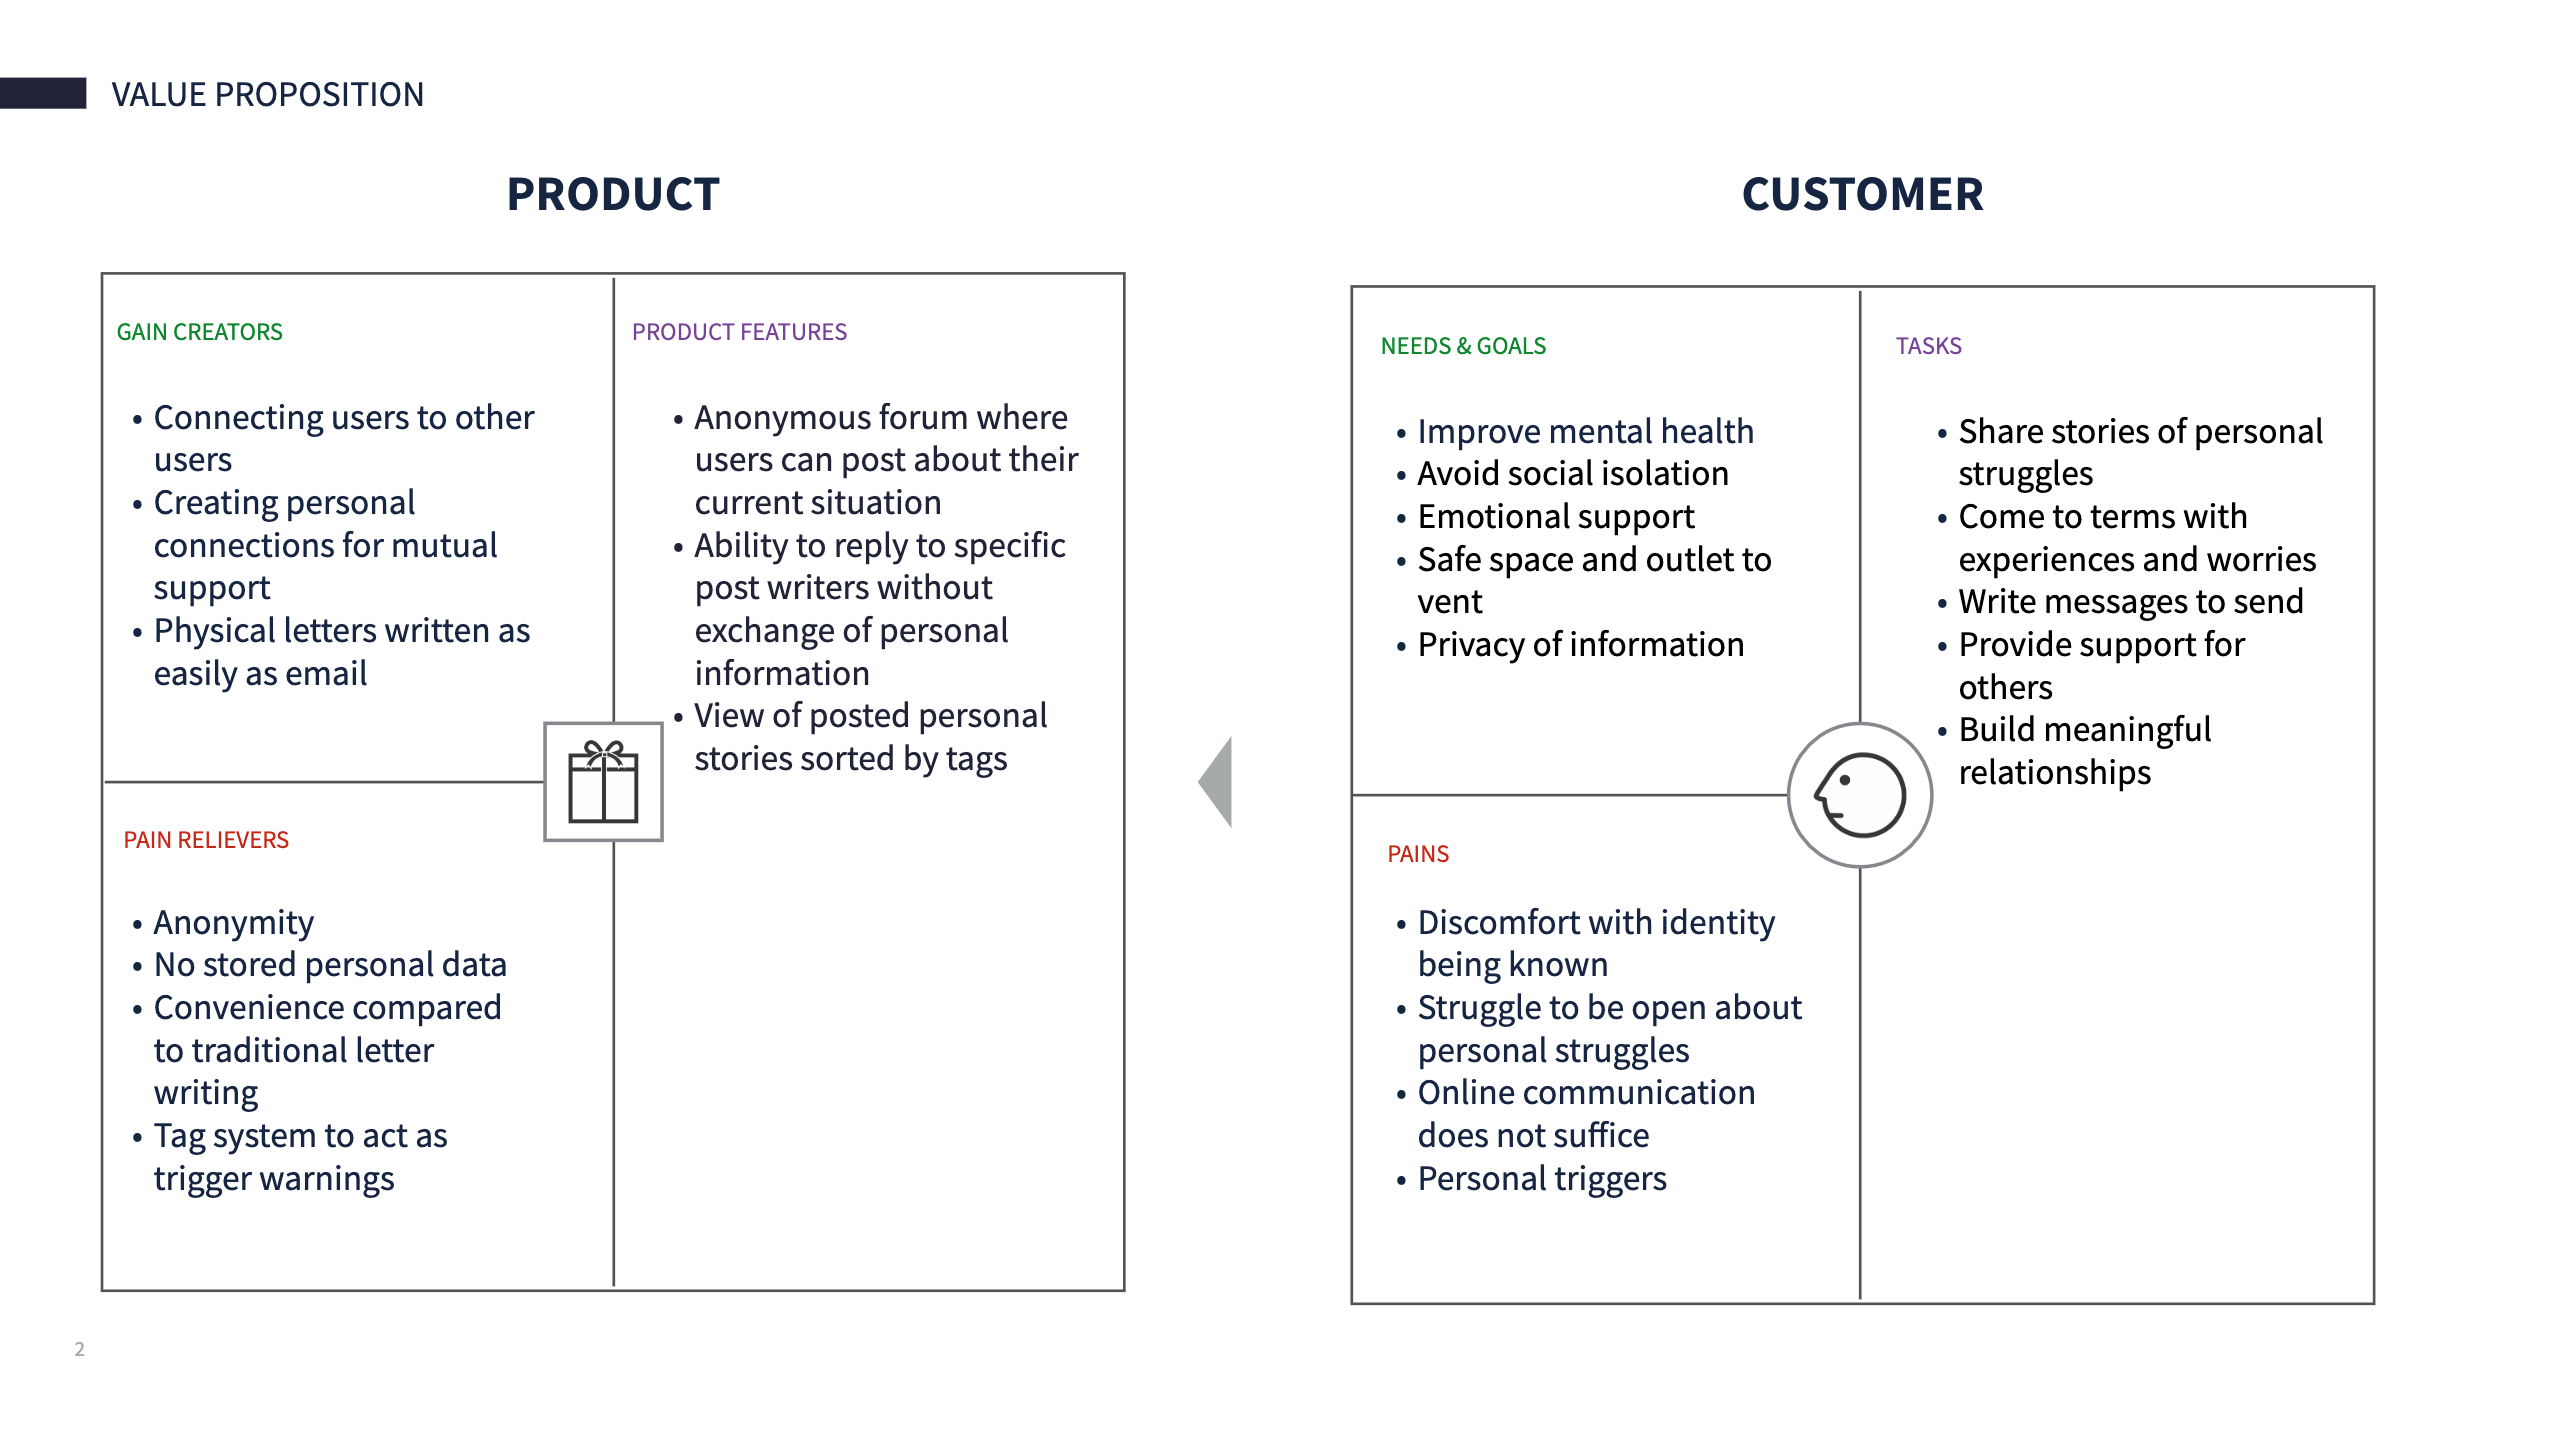 VALUE PROPOSITION
PRODUCT
GAIN CREATORS
• Connecting users to other
users
• Creating personal
connections for mutual
support
• Physical letters written as
easily as email
PRODUCT FEATURES
• Anonymous forum where
users can post about their
current situation
• Ability to reply to specific
post writers without
exchange of personal
information
• View of posted personal
stories sorted by tags
PAIN RELIEVERS
• Anonymity
• No stored personal data
• Convenience compared
to traditional letter
writing
• Tag system to act as
trigger warnings
CUSTOMER
NEEDS & GOALS
• Improve mental health
• Avoid social isolation
• Emotional support
• Safe space and outlet to
vent
• Privacy of information
TASKS
• Share stories of personal
struggles
• Come to terms with
experiences and worries
• Write messages to send
• Provide support for
others
• Build meaningful
relationships
PAINS
• Discomfort with identity
being known
• Struggle to be open about
personal struggles
• Online communication
does not suffice
• Personal triggers
2